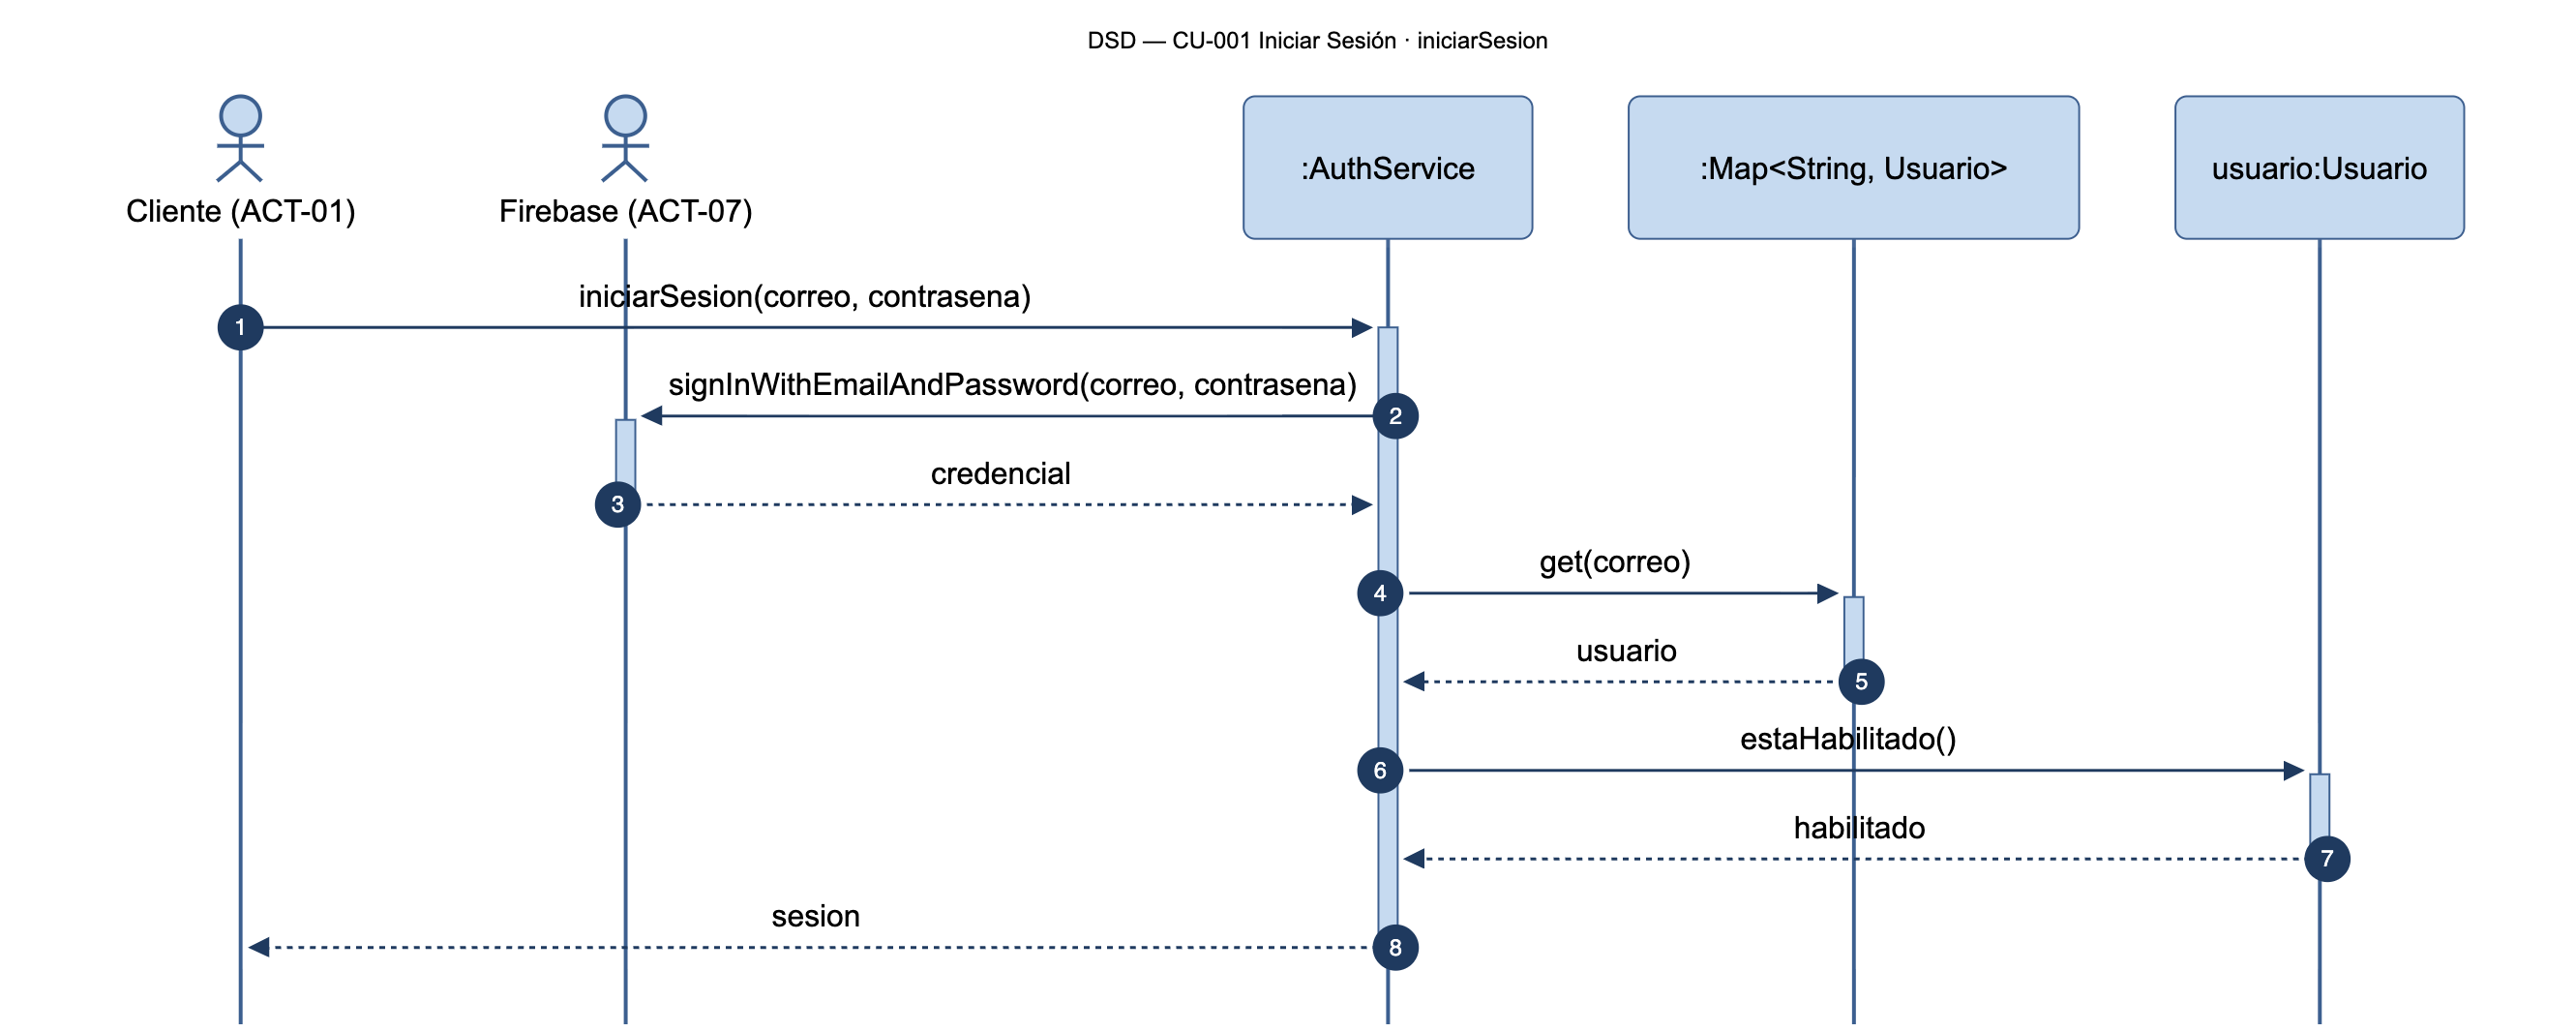 DSD — CU-001 Iniciar Sesión · iniciarSesion
Cliente (ACT-01)
Firebase (ACT-07)
:AuthService
:Map<String, Usuario>
usuario:Usuario
iniciarSesion(correo, contrasena)
1
signInWithEmailAndPassword(correo, contrasena)
2
credencial
3
get(correo)
4
usuario
5
estaHabilitado()
6
habilitado
7
sesion
8